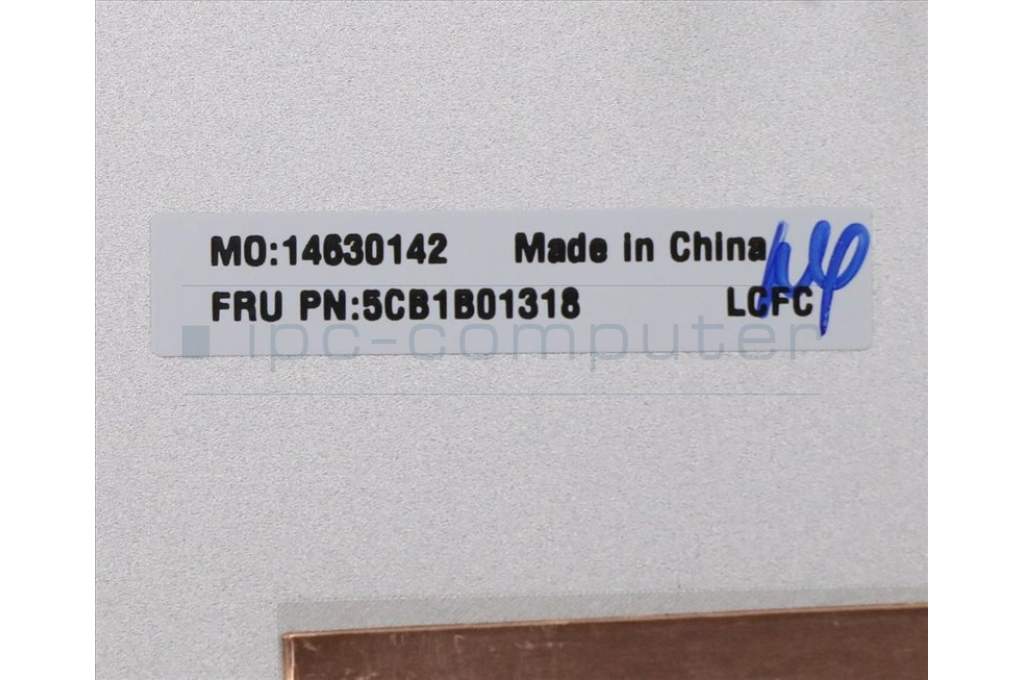 MO:14630142 Made in China
FRU PN:5CB1B01318 LCFC
ipc-computer